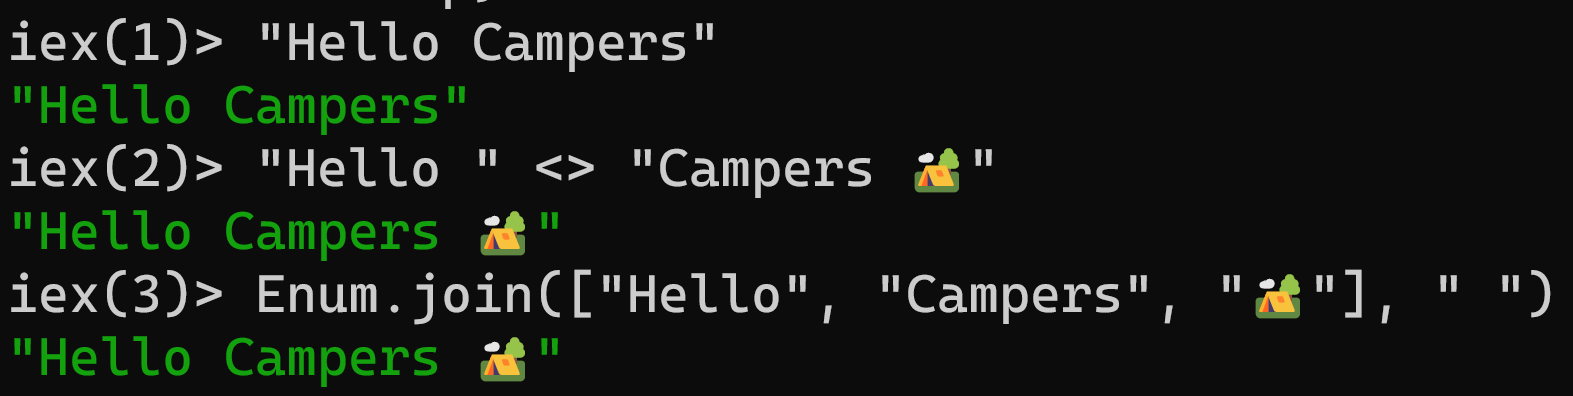 iex(1)> "Hello Campers"
"Hello Campers"
iex(2)> "Hello " <> "Campers 🏕️"
"Hello Campers 🏕️"
iex(3)> Enum.join(["Hello", "Campers", "🏕️"], " ")
"Hello Campers 🏕️"